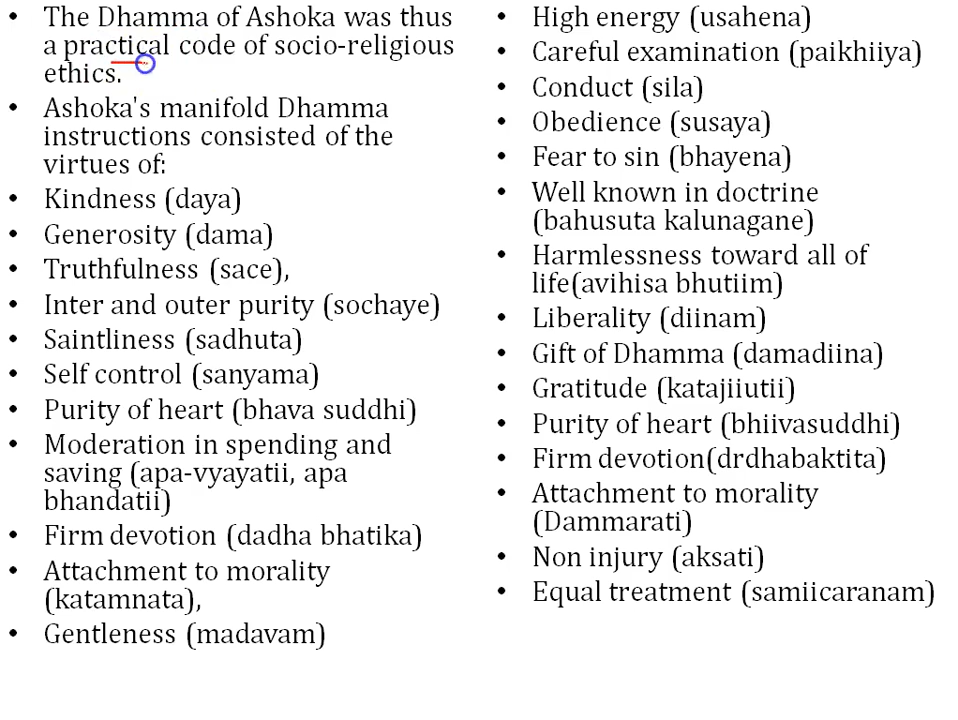 • The Dhamma of Ashoka was thus
a practical code of socio-religious
ethics.
• Ashoka's manifold Dhamma
instructions consisted of the
virtues of:
• Kindness (daya)
• Generosity (dama)
• Truthfulness (sace),
• Inter and outer purity (sochaye)
• Saintliness (sadhuta)
• Self control (sanyama)
• Purity of heart (bhava suddhi)
• Moderation in spending and
saving (apa-vyayatii, apa
bhandatii)
• Firm devotion (dadha bhatika)
• Attachment to morality
(katamnata),
• Gentleness (madavam)
• High energy (usahena)
• Careful examination (paikhiiya)
• Conduct (sila)
• Obedience (susaya)
• Fear to sin (bhayena)
• Well known in doctrine
(bahusuta kalunagane)
• Harmlessness toward all of
life(avihisa bhutiim)
• Liberality (diinam)
• Gift of Dhamma (damadiina)
• Gratitude (katajiiutii)
• Purity of heart (bhiivasuddhi)
• Firm devotion(drdhabaktita)
• Attachment to morality
(Dammarati)
• Non injury (aksati)
• Equal treatment (samiicaranam)